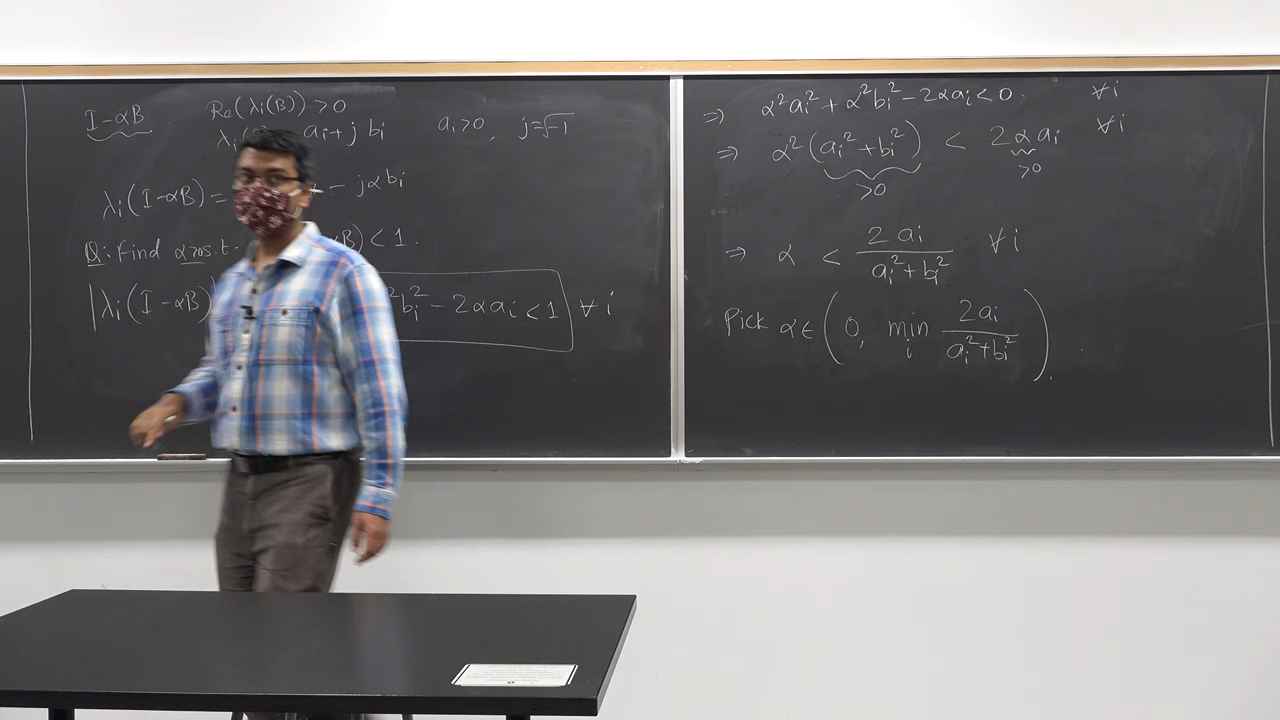 I-αB Re(λi(B)) > 0
λi( ai + j bi ai > 0, j = √-1
λi(I-αB) = - jαbi
Q: Find α>0 s.t. B) < 1.
|λi(I-αB) bi² - 2αai < 1 ∀i
⇒ α²ai² + α²bi² - 2αai < 0. ∀i
⇒ α²(ai² + bi²) < 2αai ∀i
>0 >0
⇒ α < 2ai / (ai² + bi²) ∀i
Pick α ∈ (0, min i 2ai / (ai² + bi²)).